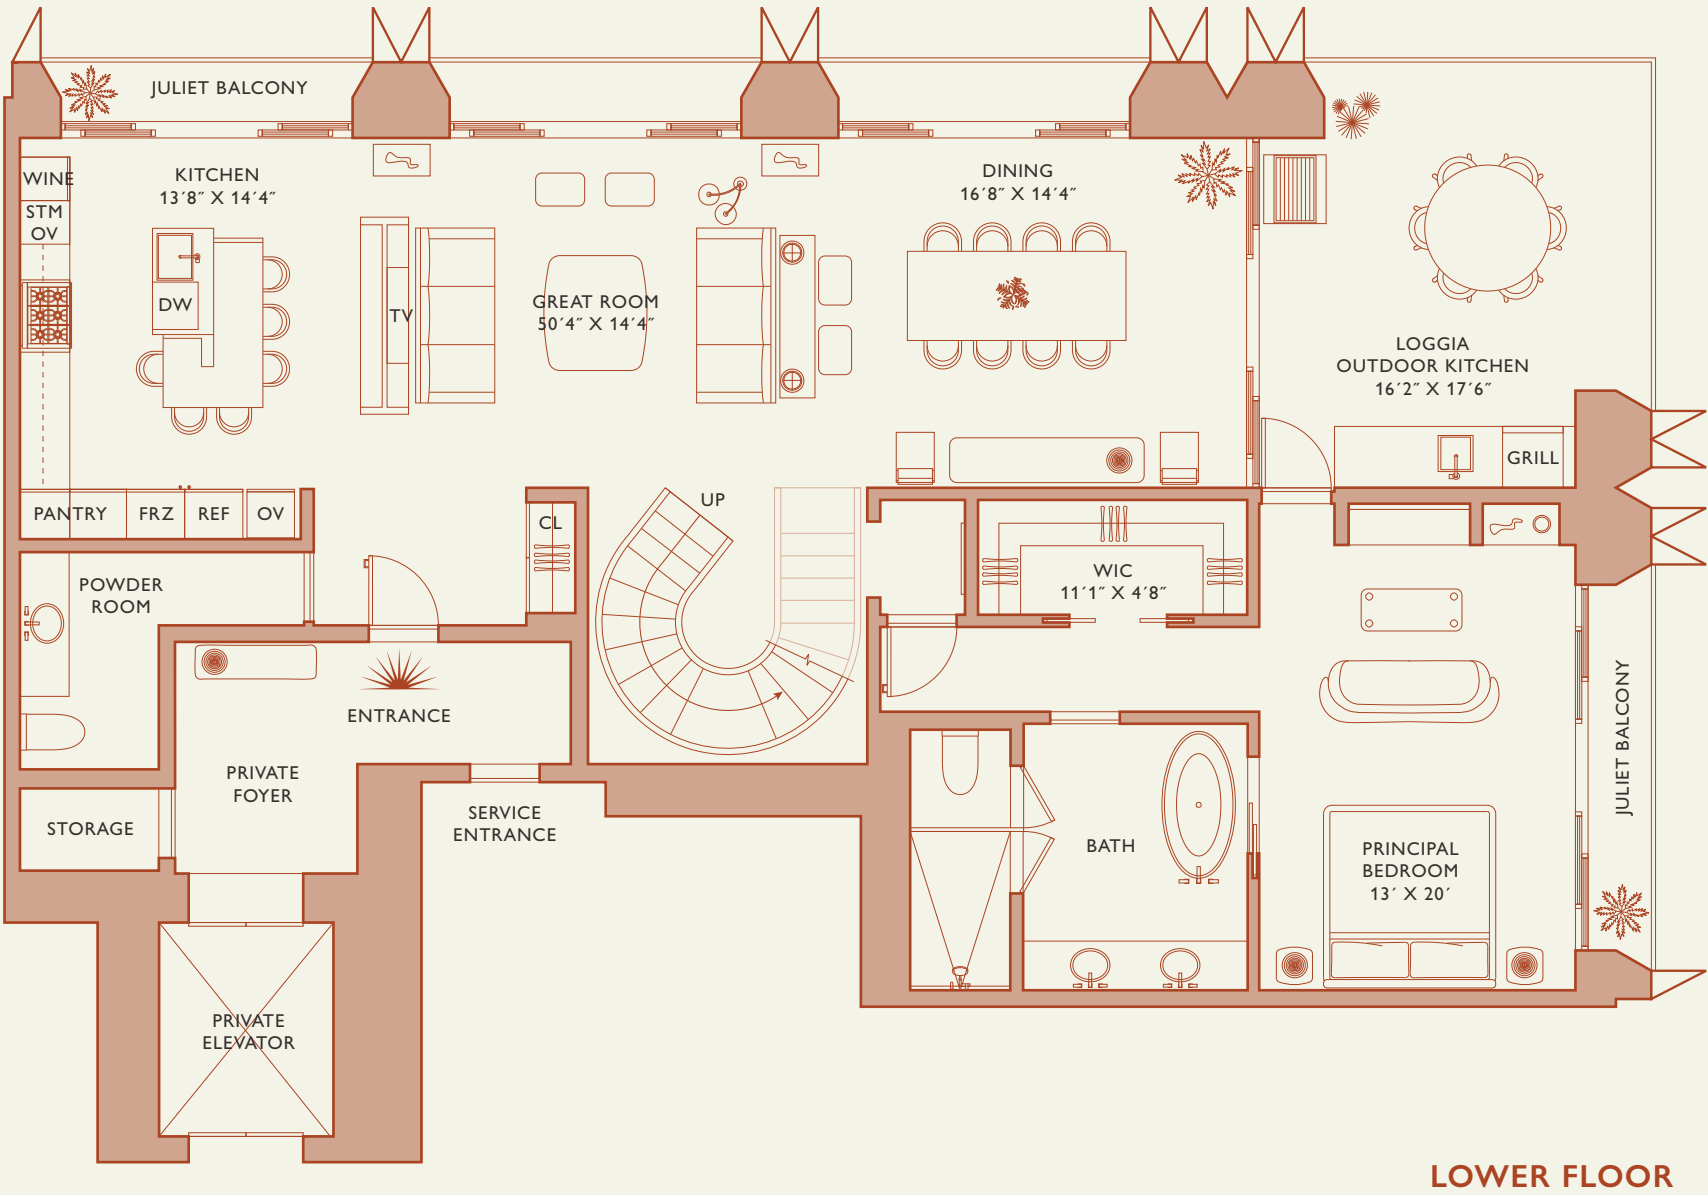 JULIET BALCONY
KITCHEN
13′8″ X 14′4″
WINE
STM
OV
DW
TV
GREAT ROOM
50′4″ X 14′4″
DINING
16′8″ X 14′4″
LOGGIA
OUTDOOR KITCHEN
16′2″ X 17′6″
GRILL
PANTRY
FRZ
REF
OV
CL
UP
POWDER
ROOM
WIC
11′1″ X 4′8″
JULIET BALCONY
ENTRANCE
PRIVATE
FOYER
STORAGE
SERVICE
ENTRANCE
BATH
PRINCIPAL
BEDROOM
13′ X 20′
PRIVATE
ELEVATOR
LOWER FLOOR